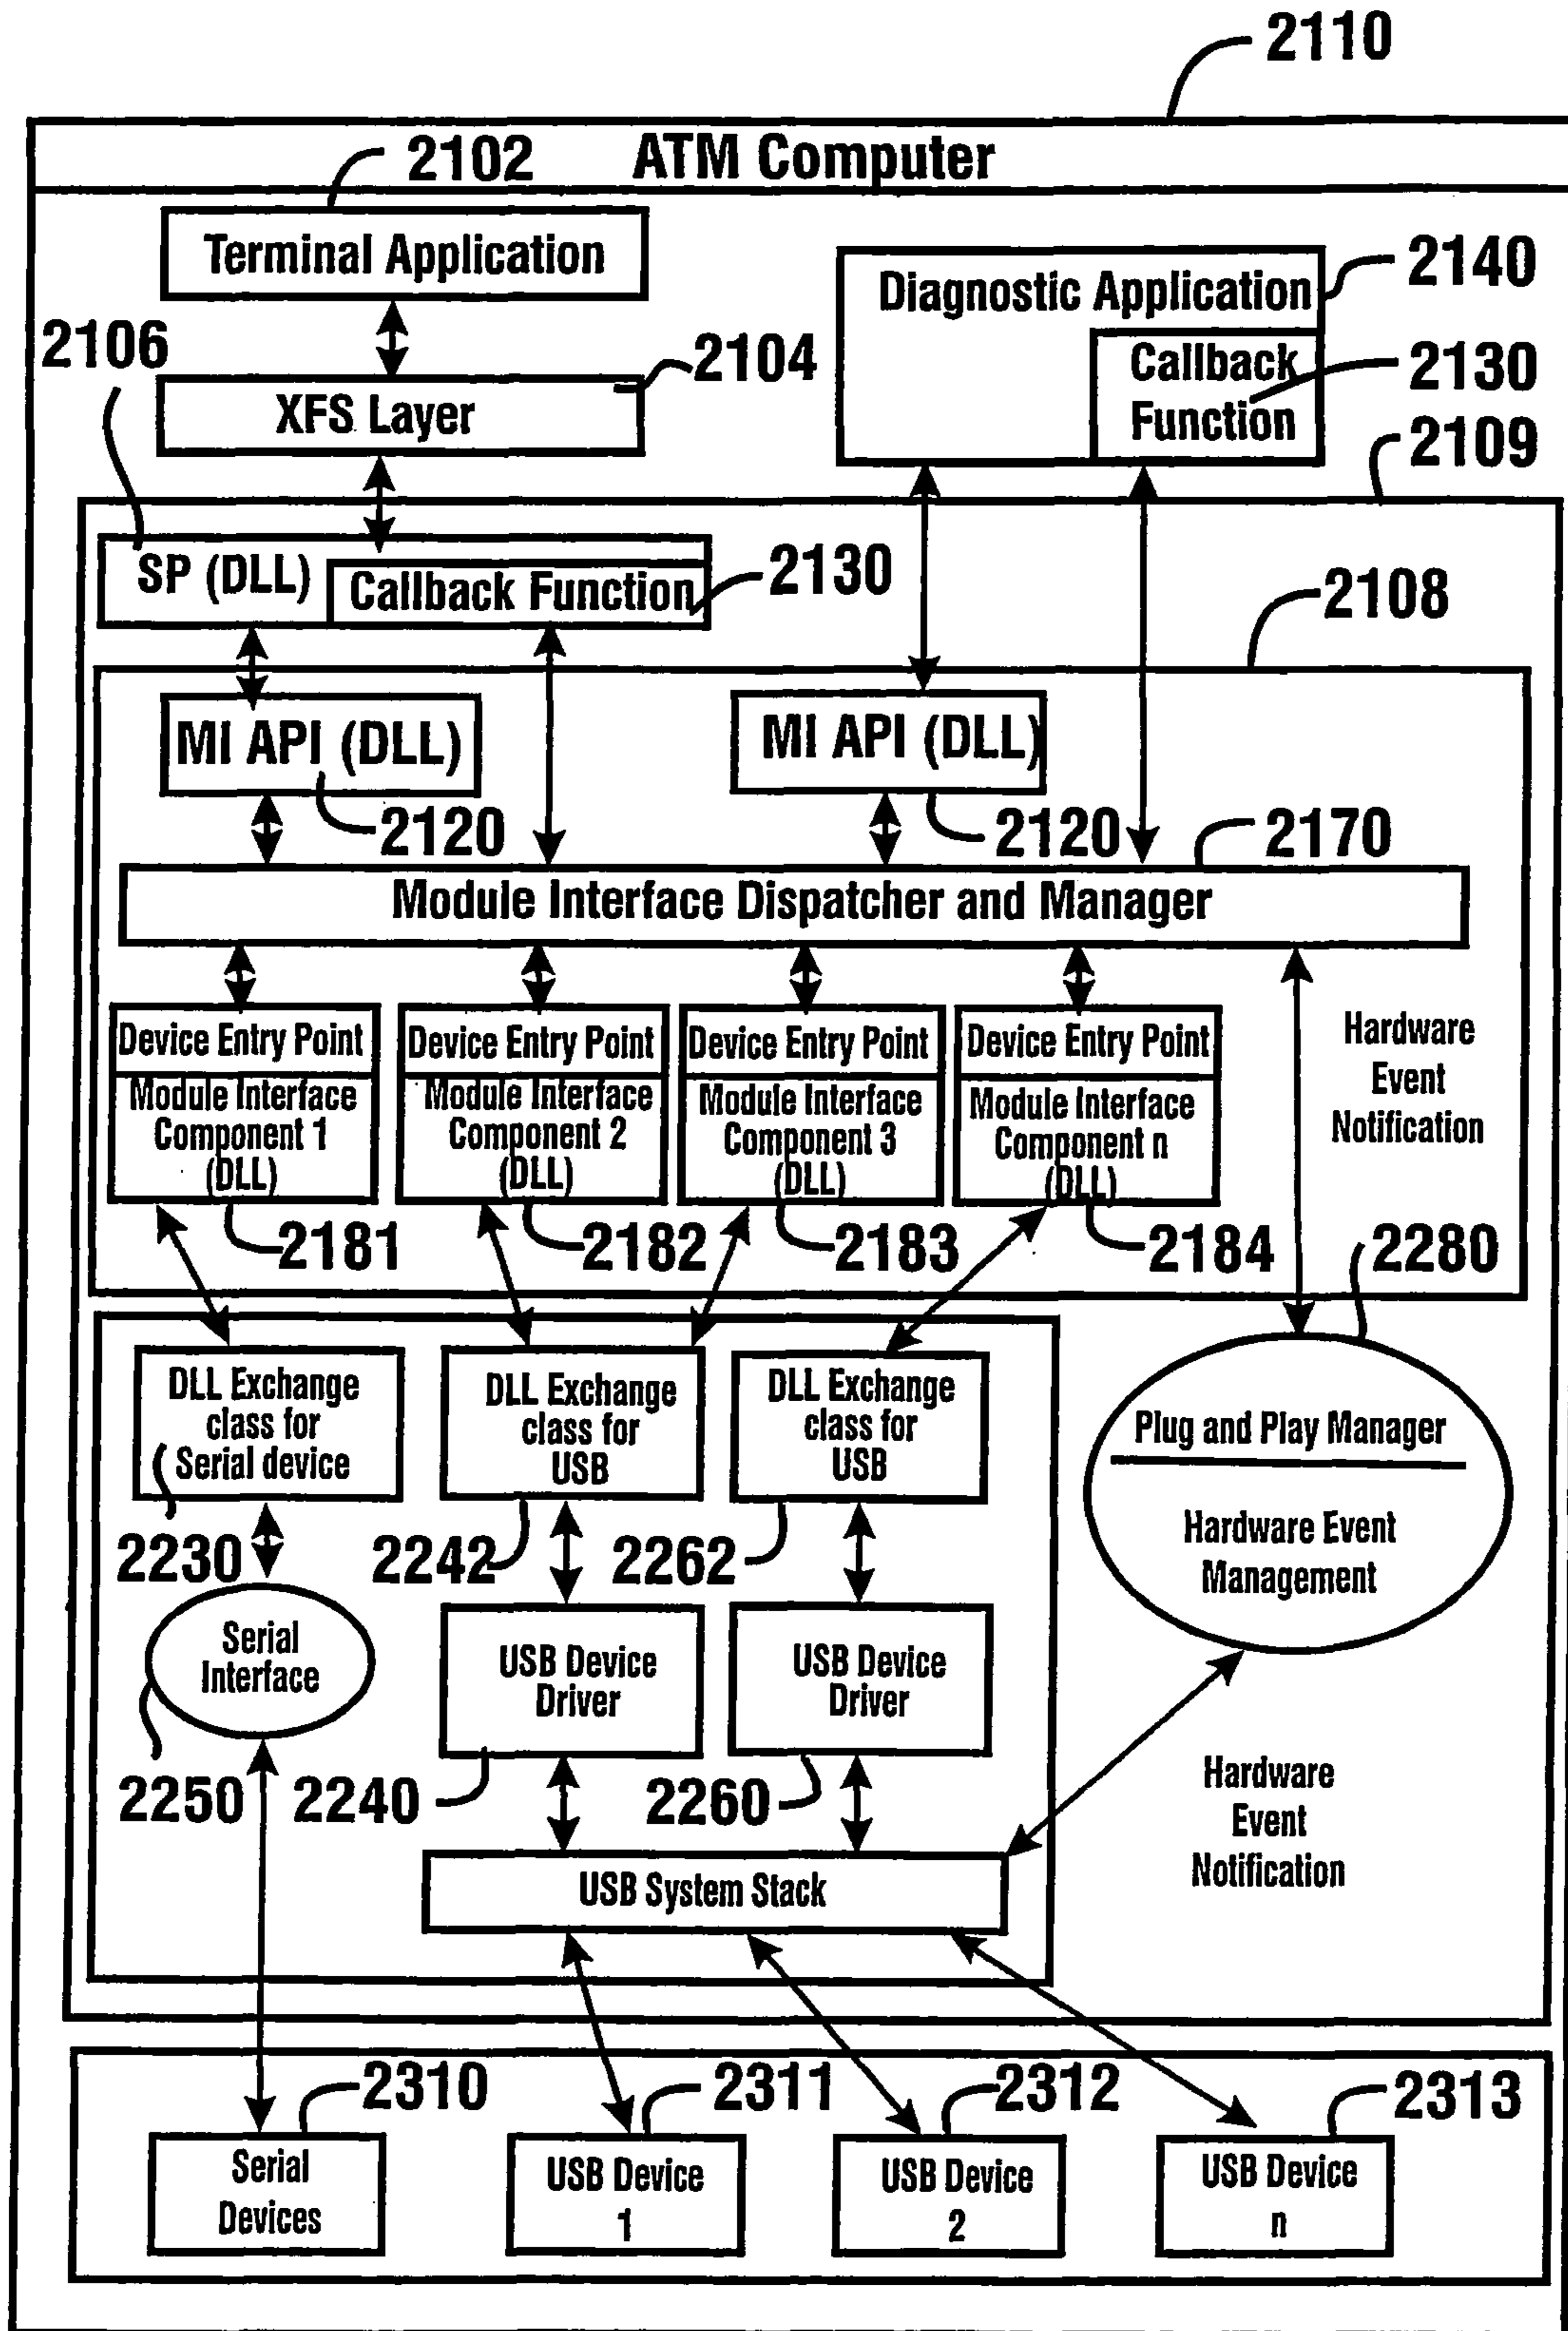 2110
2102 ATM Computer
Terminal Application
2140
Diagnostic Application
2106
2104
Callback
Function
2130
XFS Layer
2109
SP (DLL)
Callback Function
2130
2108
MI API (DLL)
MI API (DLL)
2120
2120
2170
Module Interface Dispatcher and Manager
Device Entry Point
Module Interface
Component 1
(DLL)
Device Entry Point
Module Interface
Component 2
(DLL)
Device Entry Point
Module Interface
Component 3
(DLL)
Device Entry Point
Module Interface
Component n
(DLL)
Hardware
Event
Notification
2181
2182
2183
2184
2280
DLL Exchange
class for
Serial device
DLL Exchange
class for
USB
DLL Exchange
class for
USB
Plug and Play Manager
Hardware Event
Management
2230
2242
2262
Serial
Interface
USB Device
Driver
USB Device
Driver
2250
2240
2260
Hardware
Event
Notification
USB System Stack
2310
2311
2312
2313
Serial
Devices
USB Device
1
USB Device
2
USB Device
n